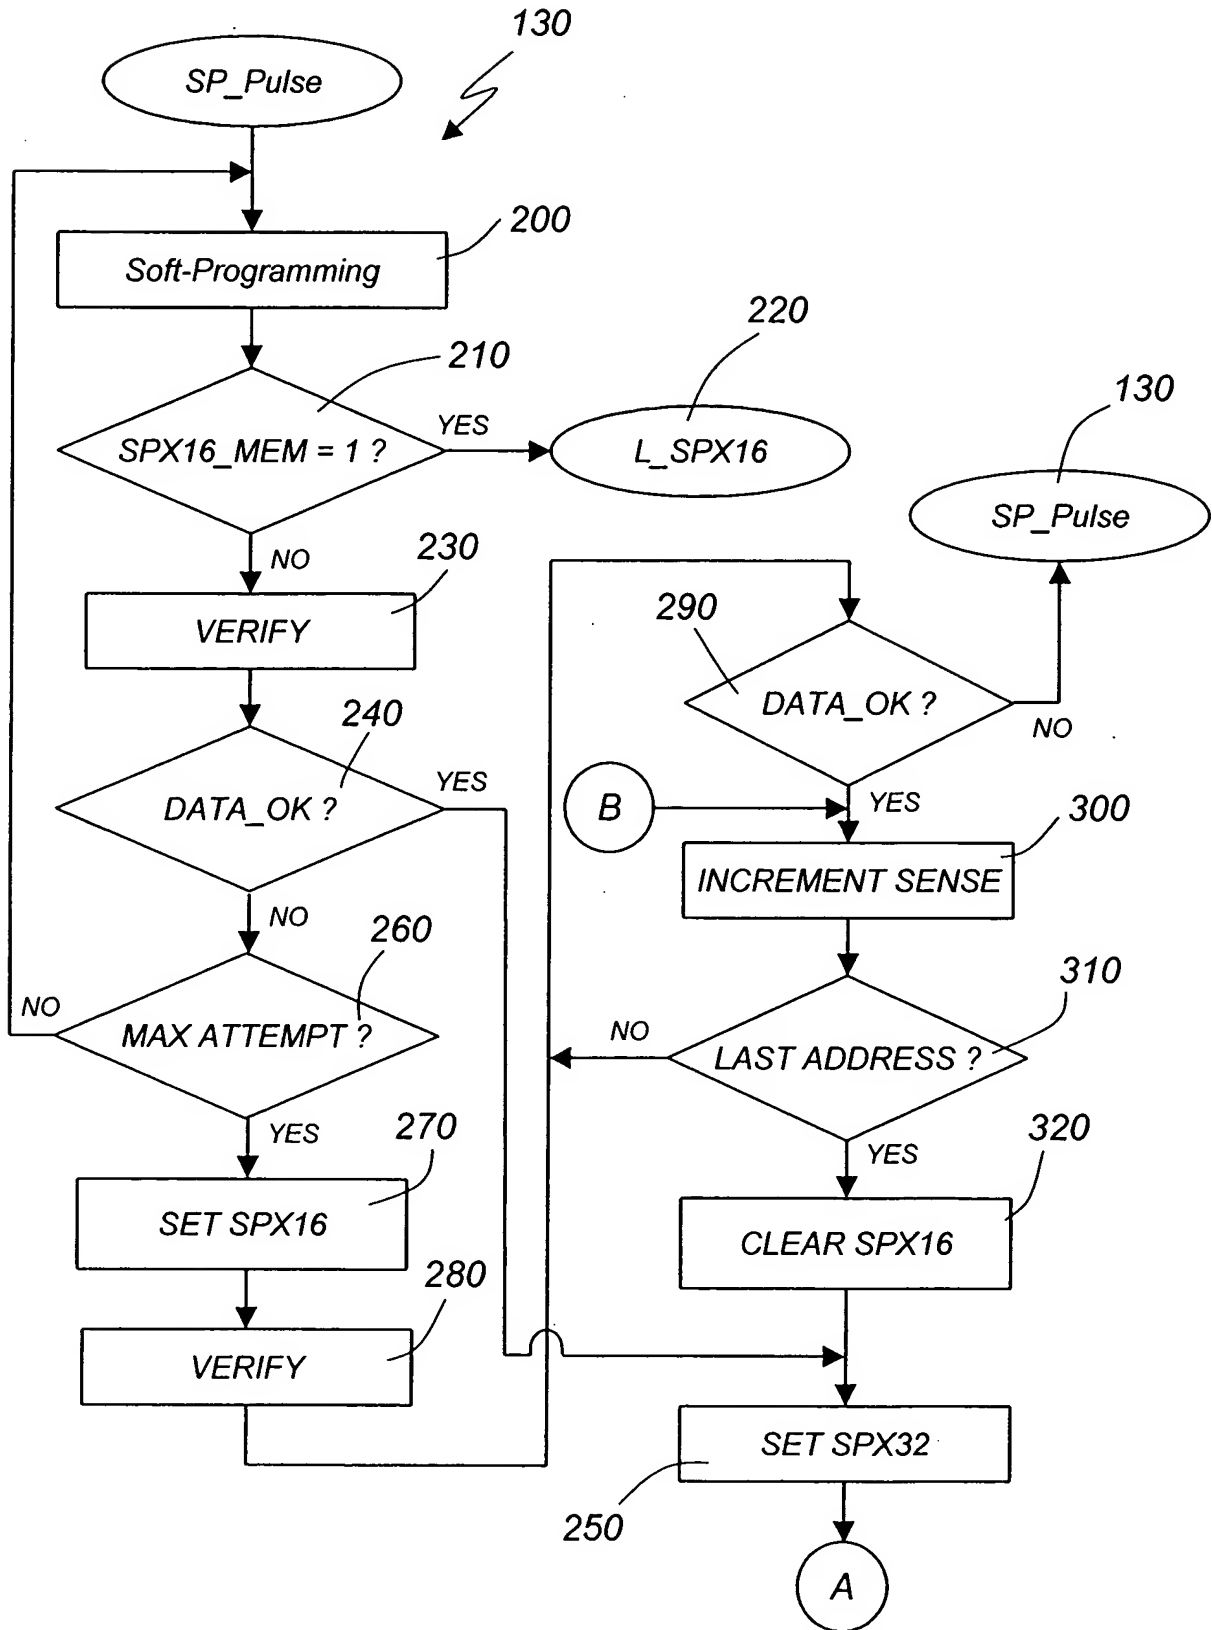 130
SP_Pulse
200
Soft-Programming
220
210
SPX16_MEM = 1 ?
YES
L_SPX16
130
SP_Pulse
NO
230
VERIFY
290
DATA_OK ?
NO
240
DATA_OK ?
YES
B
YES
300
INCREMENT SENSE
NO
260
NO
MAX ATTEMPT ?
310
NO
LAST ADDRESS ?
YES
270
SET SPX16
YES
320
CLEAR SPX16
280
VERIFY
SET SPX32
250
A